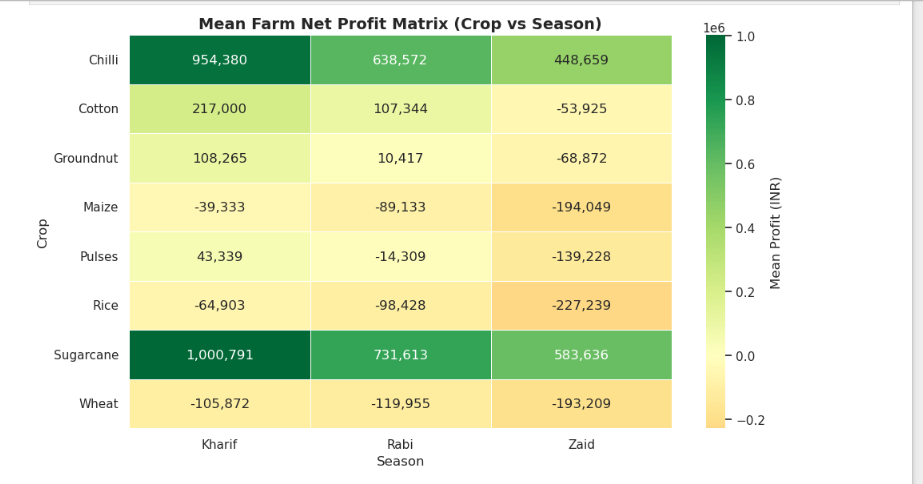 Mean Farm Net Profit Matrix (Crop vs Season)
1e6
Chilli 954,380 638,572 448,659
Cotton 217,000 107,344 -53,925
Groundnut 108,265 10,417 -68,872
Maize -39,333 -89,133 -194,049
Pulses 43,339 -14,309 -139,228
Rice -64,903 -98,428 -227,239
Sugarcane 1,000,791 731,613 583,636
Wheat -105,872 -119,955 -193,209
Kharif Rabi Zaid
Season
Crop
1.0
0.8
0.6
0.4
0.2
0.0
−0.2
Mean Profit (INR)